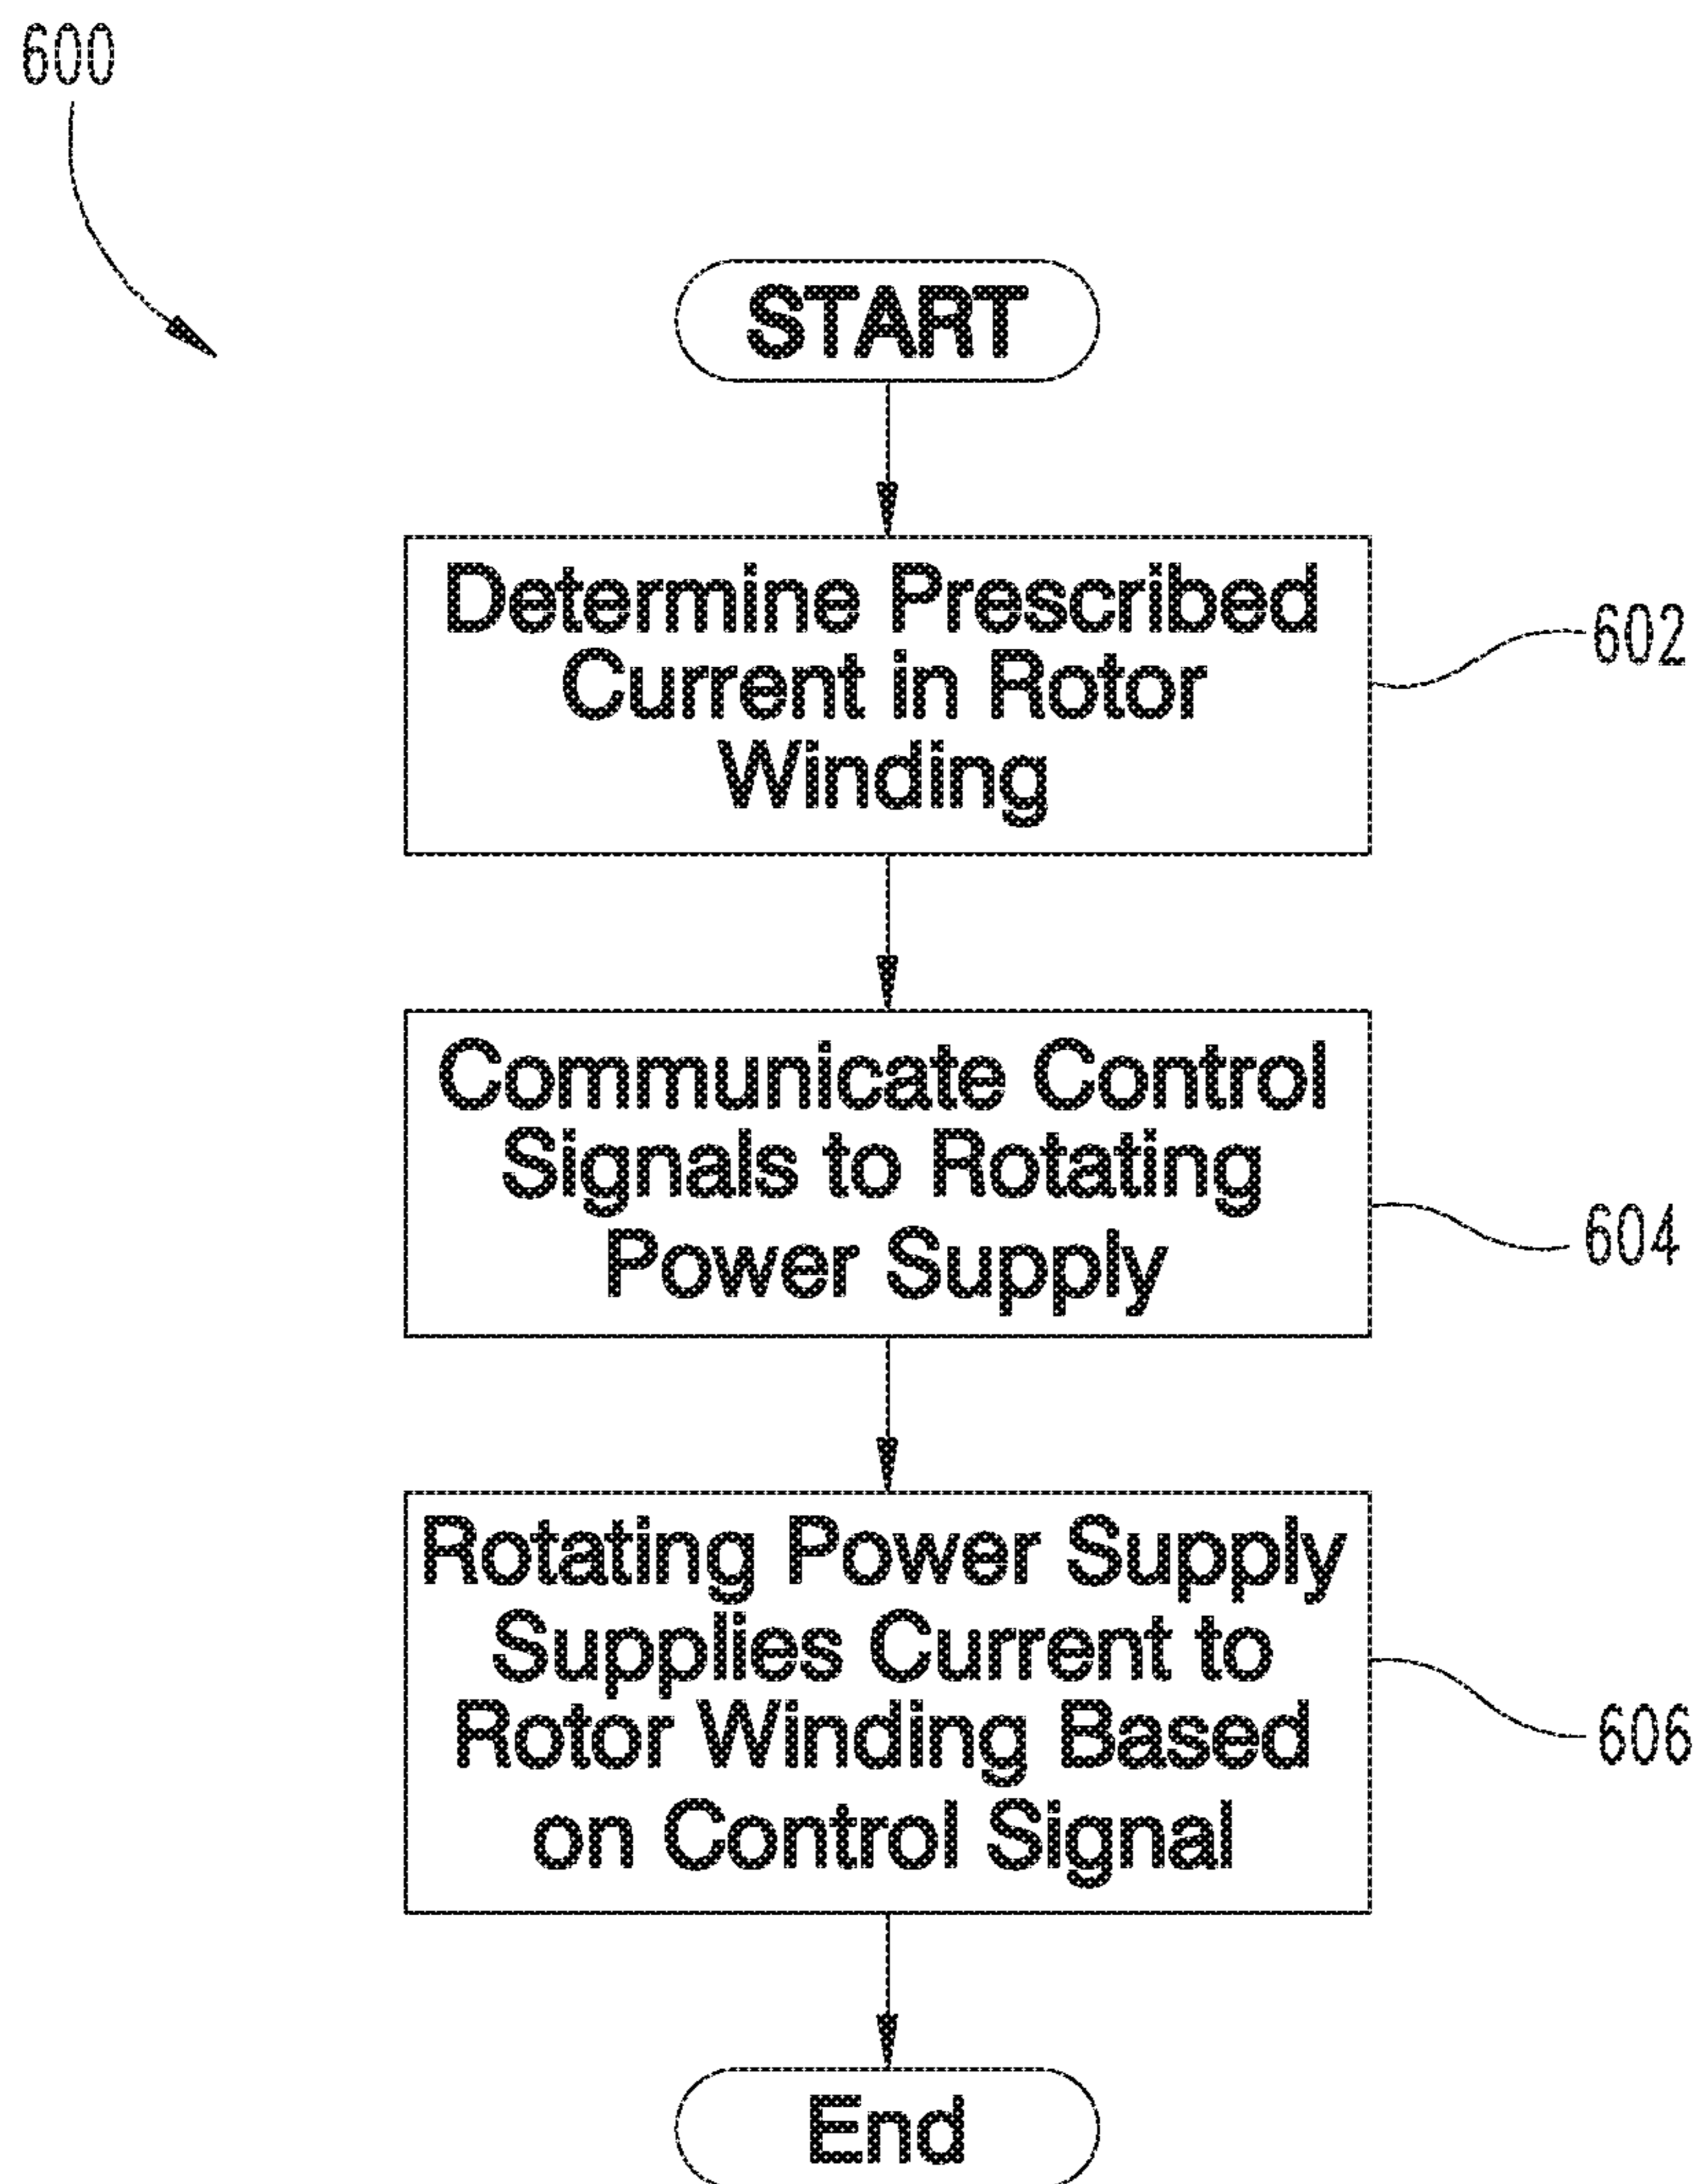 600
START
Determine Prescribed
Current in Rotor
Winding
602
Communicate Control
Signals to Rotating
Power Supply
604
Rotating Power Supply
Supplies Current to
Rotor Winding Based
on Control Signal
606
End